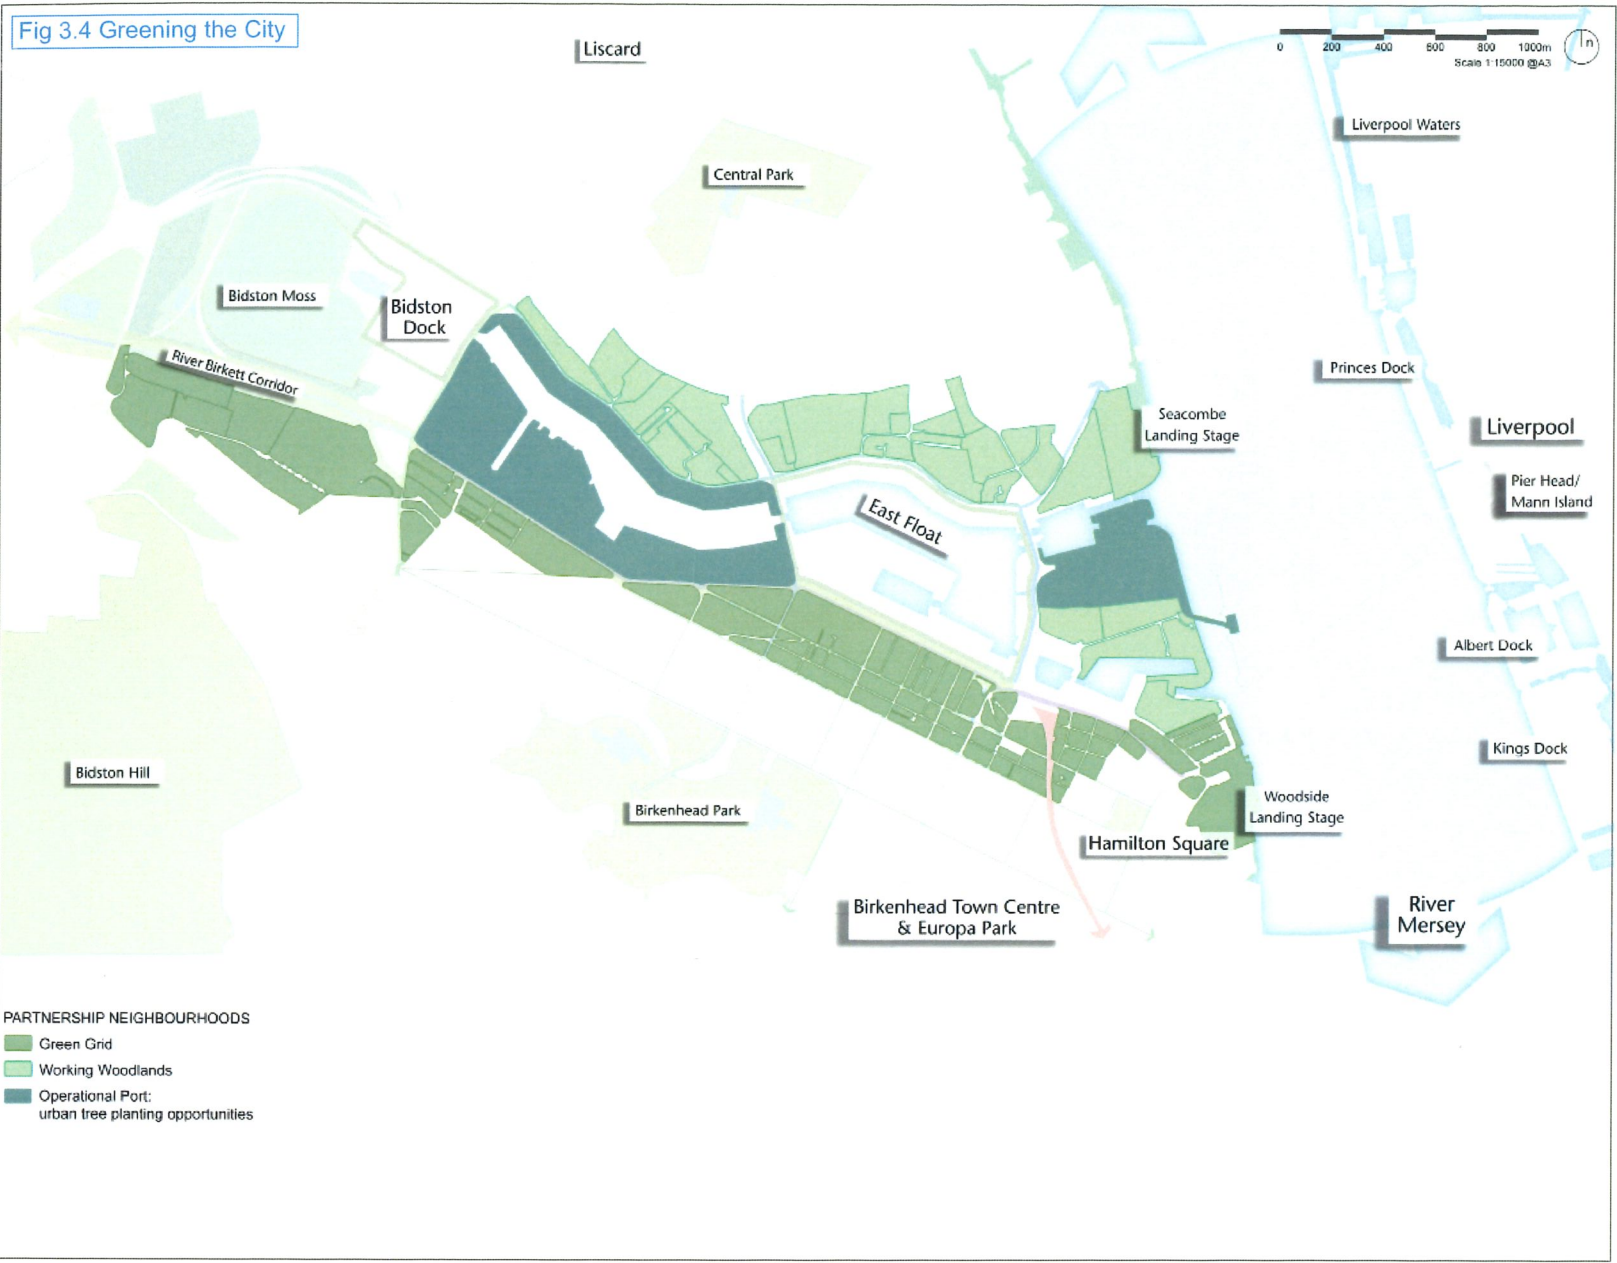 Fig 3.4 Greening the City
Liscard
0 200 400 600 800 1000m
Scale 1:15000 @A3
n
Liverpool Waters
Central Park
Bidston Moss
Bidston
Dock
River Birkett Corridor
Princes Dock
Seacombe
Landing Stage
Liverpool
Pier Head/
Mann Island
East Float
Albert Dock
Kings Dock
Bidston Hill
Birkenhead Park
Woodside
Landing Stage
Hamilton Square
Birkenhead Town Centre
& Europa Park
River
Mersey
PARTNERSHIP NEIGHBOURHOODS
Green Grid
Working Woodlands
Operational Port:
urban tree planting opportunities